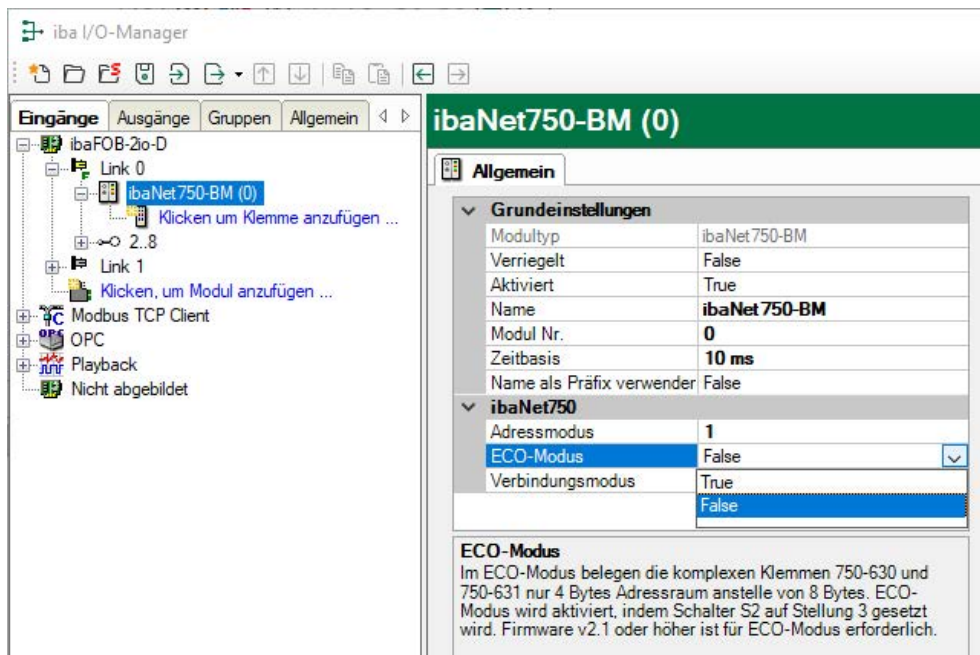 iba I/O-Manager
Eingänge Ausgänge Gruppen Allgemein
ibaFOB-2io-D
Link 0
ibaNet750-BM (0)
Klicken um Klemme anzufügen ...
2..8
Link 1
Klicken, um Modul anzufügen ...
Modbus TCP Client
OPC
Playback
Nicht abgebildet
ibaNet750-BM (0)
Allgemein
Grundeinstellungen
Modultyp ibaNet750-BM
Verriegelt False
Aktiviert True
Name ibaNet750-BM
Modul Nr. 0
Zeitbasis 10 ms
Name als Präfix verwender False
ibaNet750
Adressmodus 1
ECO-Modus False
Verbindungsmodus True
False
ECO-Modus
Im ECO-Modus belegen die komplexen Klemmen 750-630 und
750-631 nur 4 Bytes Adressraum anstelle von 8 Bytes. ECO-
Modus wird aktiviert, indem Schalter S2 auf Stellung 3 gesetzt
wird. Firmware v2.1 oder höher ist für ECO-Modus erforderlich.